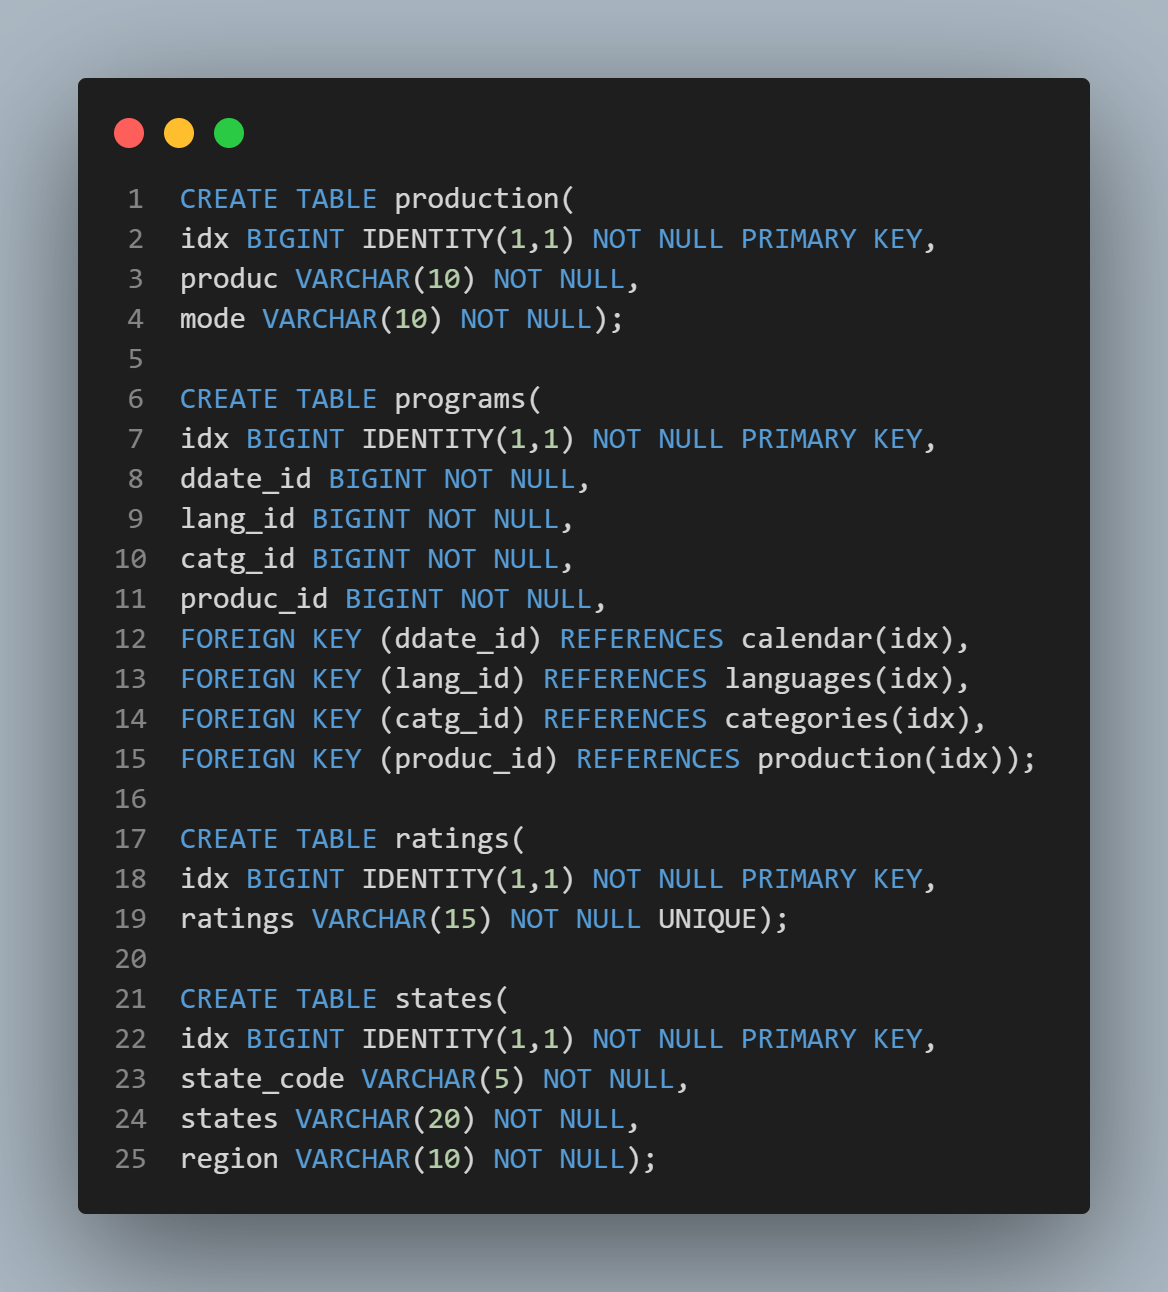 1 CREATE TABLE production(
2 idx BIGINT IDENTITY(1,1) NOT NULL PRIMARY KEY,
3 produc VARCHAR(10) NOT NULL,
4 mode VARCHAR(10) NOT NULL);
5
6 CREATE TABLE programs(
7 idx BIGINT IDENTITY(1,1) NOT NULL PRIMARY KEY,
8 ddate_id BIGINT NOT NULL,
9 lang_id BIGINT NOT NULL,
10 catg_id BIGINT NOT NULL,
11 produc_id BIGINT NOT NULL,
12 FOREIGN KEY (ddate_id) REFERENCES calendar(idx),
13 FOREIGN KEY (lang_id) REFERENCES languages(idx),
14 FOREIGN KEY (catg_id) REFERENCES categories(idx),
15 FOREIGN KEY (produc_id) REFERENCES production(idx));
16
17 CREATE TABLE ratings(
18 idx BIGINT IDENTITY(1,1) NOT NULL PRIMARY KEY,
19 ratings VARCHAR(15) NOT NULL UNIQUE);
20
21 CREATE TABLE states(
22 idx BIGINT IDENTITY(1,1) NOT NULL PRIMARY KEY,
23 state_code VARCHAR(5) NOT NULL,
24 states VARCHAR(20) NOT NULL,
25 region VARCHAR(10) NOT NULL);